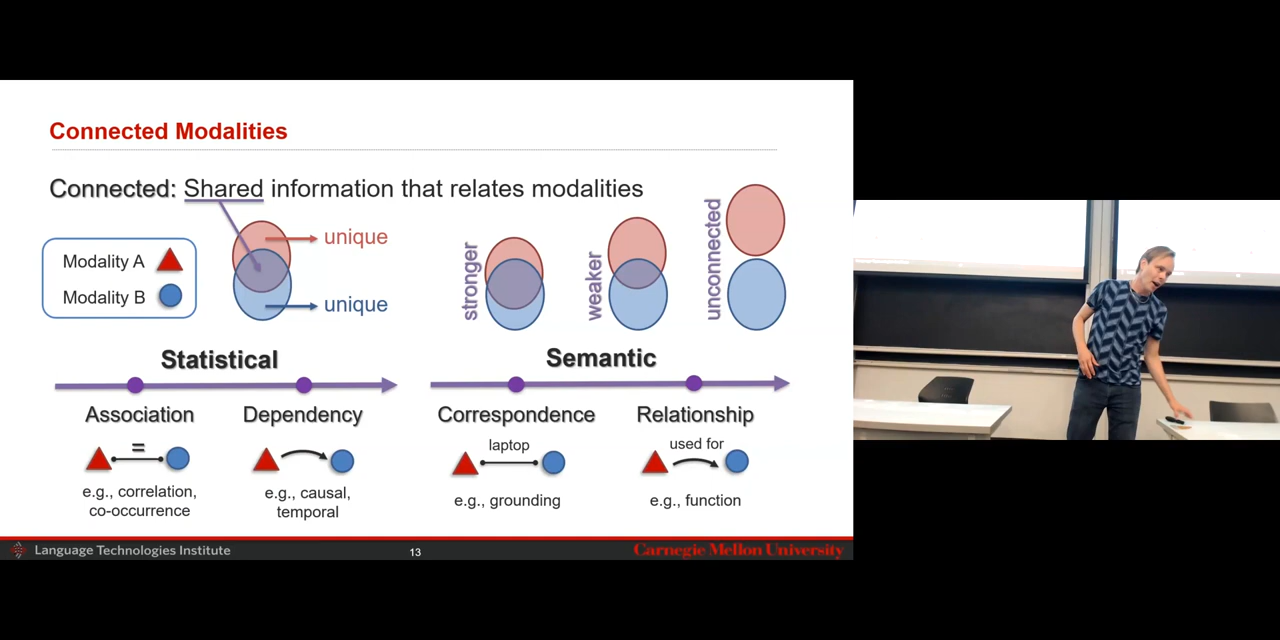 Connected Modalities
Connected: Shared information that relates modalities
Modality A
Modality B
unique
unique
stronger
weaker
unconnected
Statistical
Semantic
Association
Dependency
Correspondence
Relationship
=
laptop
used for
e.g., correlation,
co-occurrence
e.g., causal,
temporal
e.g., grounding
e.g., function
Language Technologies Institute
13
Carnegie Mellon University